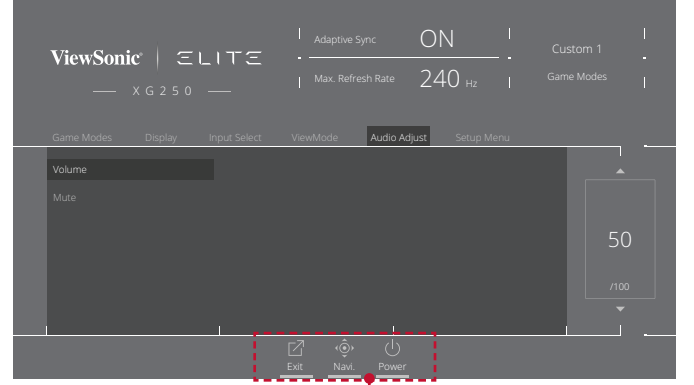 ViewSonic ELITE
XG250
Adaptive Sync ON
Max. Refresh Rate 240 Hz
Custom 1
Game Modes
Game Modes Display Input Select ViewMode Audio Adjust Setup Menu
Volume
Mute
50
/100
Exit Navi. Power